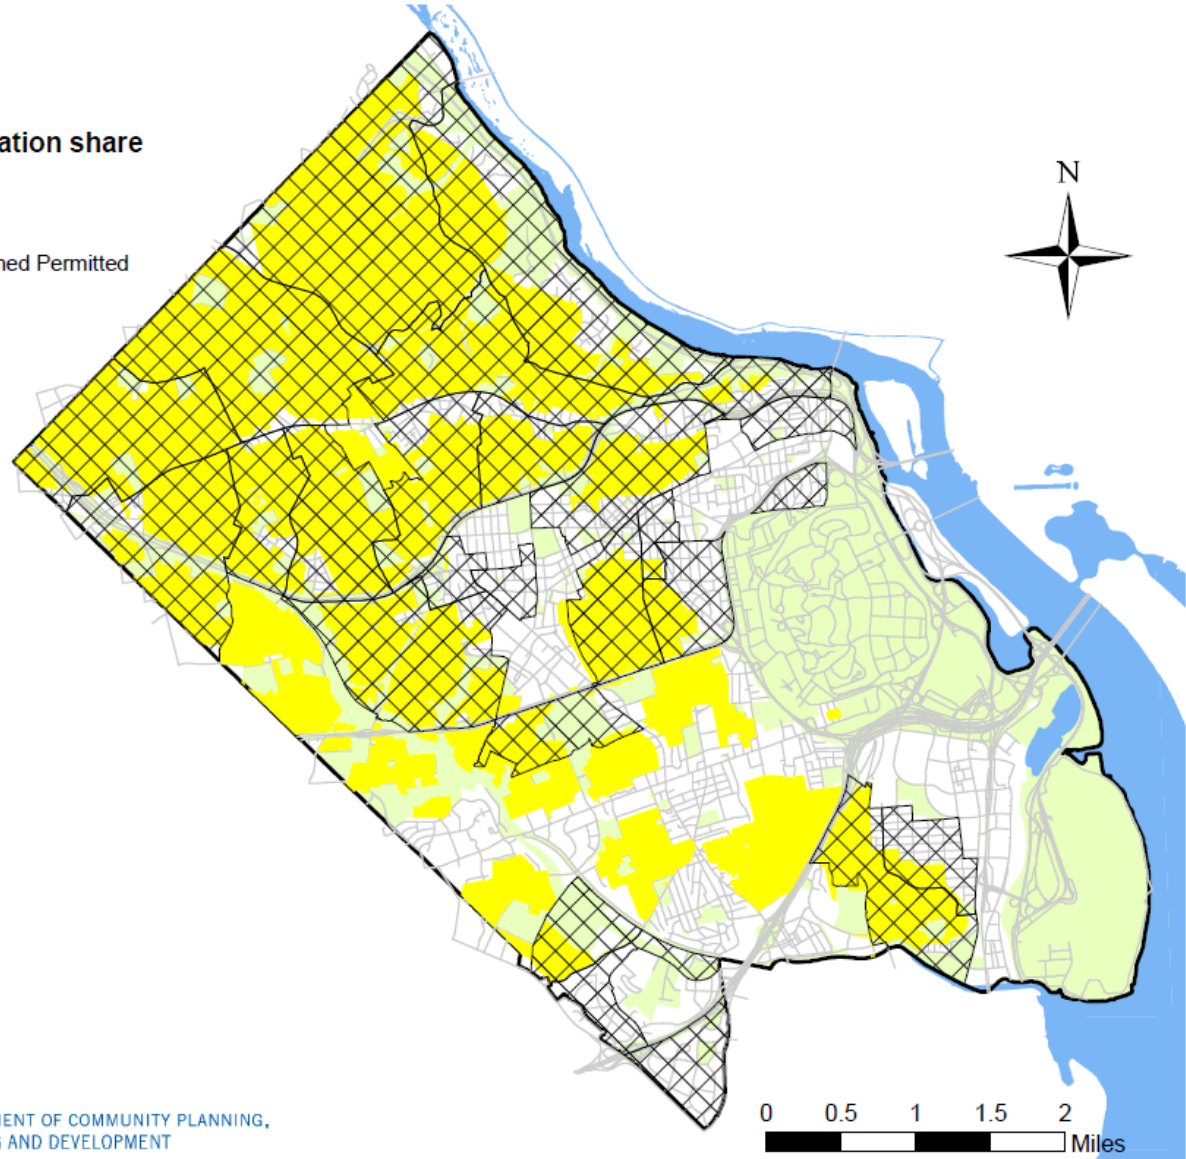 ation share
N
ned Permitted
MENT OF COMMUNITY PLANNING,
G AND DEVELOPMENT
0 0.5 1 1.5 2
Miles